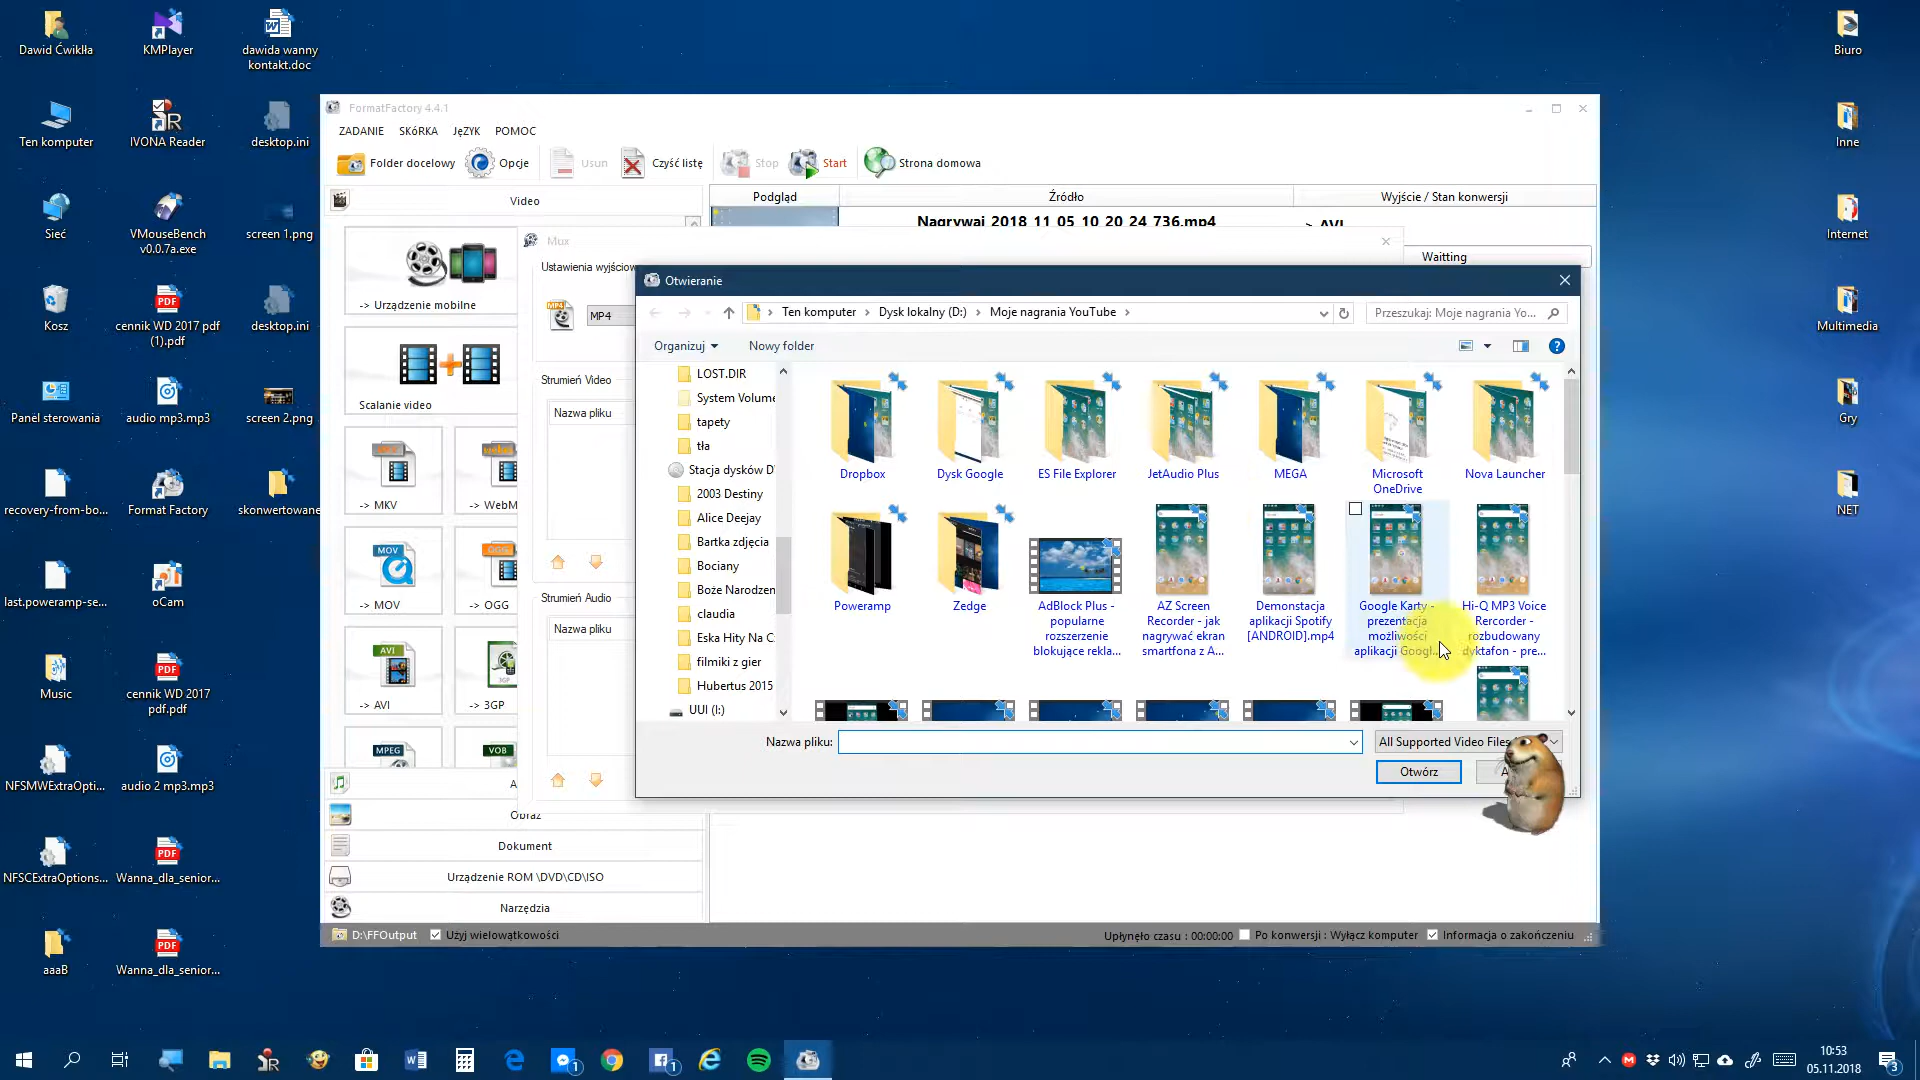 Dawid Ćwikła
KMPlayer
dawida wanny
kontakt.doc
Ten komputer
IVONA Reader
desktop.ini
Sieć
VMouseBench
v0.0.7a.exe
screen 1.png
Kosz
cennik WD 2017 pdf
(1).pdf
desktop.ini
Panel sterowania
audio mp3.mp3
screen 2.png
recovery-from-bo...
Format Factory
skonwertowane
last.poweramp-se...
oCam
Music
cennik WD 2017
pdf.pdf
NFSMWExtraOpti...
audio 2 mp3.mp3
NFSCExtraOptions...
Wanna_dla_senior...
aaaB
Wanna_dla_senior...
Biuro
Inne
Internet
Multimedia
Gry
NET
FormatFactory 4.4.1
ZADANIE SKÓRKA JĘZYK POMOC
Folder docelowy Opcje Usun Czyść listę Stop Start Strona domowa
Video
Podgląd Źródło Wyjście / Stan konwersji
Nagrywaj_2018_11_05_10_20_24_736.mp4
-> AVI
Waitting
-> Urządzenie mobilne
Scalanie video
-> MKV
-> WebM
-> MOV
-> OGG
-> AVI
-> 3GP
MPEG
VOB
Obraz
Dokument
Urządzenie ROM \DVD\CD\ISO
Narzędzia
D:\FFOutput Użyj wielowątkowości
Upłynęło czasu : 00:00:00 Po konwersji : Wyłącz komputer Informacja o zakończeniu
Mux
Ustawienia wyjściow
MP4
Strumień Video
Nazwa pliku
Strumień Audio
Nazwa pliku
Otwieranie
Ten komputer Dysk lokalny (D:) Moje nagrania YouTube
Przeszukaj: Moje nagrania Yo...
Organizuj Nowy folder
LOST.DIR
System Volume
tapety
tła
Stacja dysków D
2003 Destiny
Alice Deejay
Bartka zdjęcia
Bociany
Boże Narodzen
claudia
Eska Hity Na C
filmiki z gier
Hubertus 2015
UUI (I:)
Dropbox
Dysk Google
ES File Explorer
JetAudio Plus
MEGA
Microsoft
OneDrive
Nova Launcher
Poweramp
Zedge
AdBlock Plus -
popularne
rozszerzenie
blokujące rekla...
AZ Screen
Recorder - jak
nagrywać ekran
smartfona z A...
Demonstacja
aplikacji Spotify
[ANDROID].mp4
Google Karty -
prezentacja
możliwości
aplikacji Googl...
Hi-Q MP3 Voice
Rercorder -
rozbudowany
dyktafon - pre...
Nazwa pliku:
All Supported Video Files
Otwórz
10:53
05.11.2018